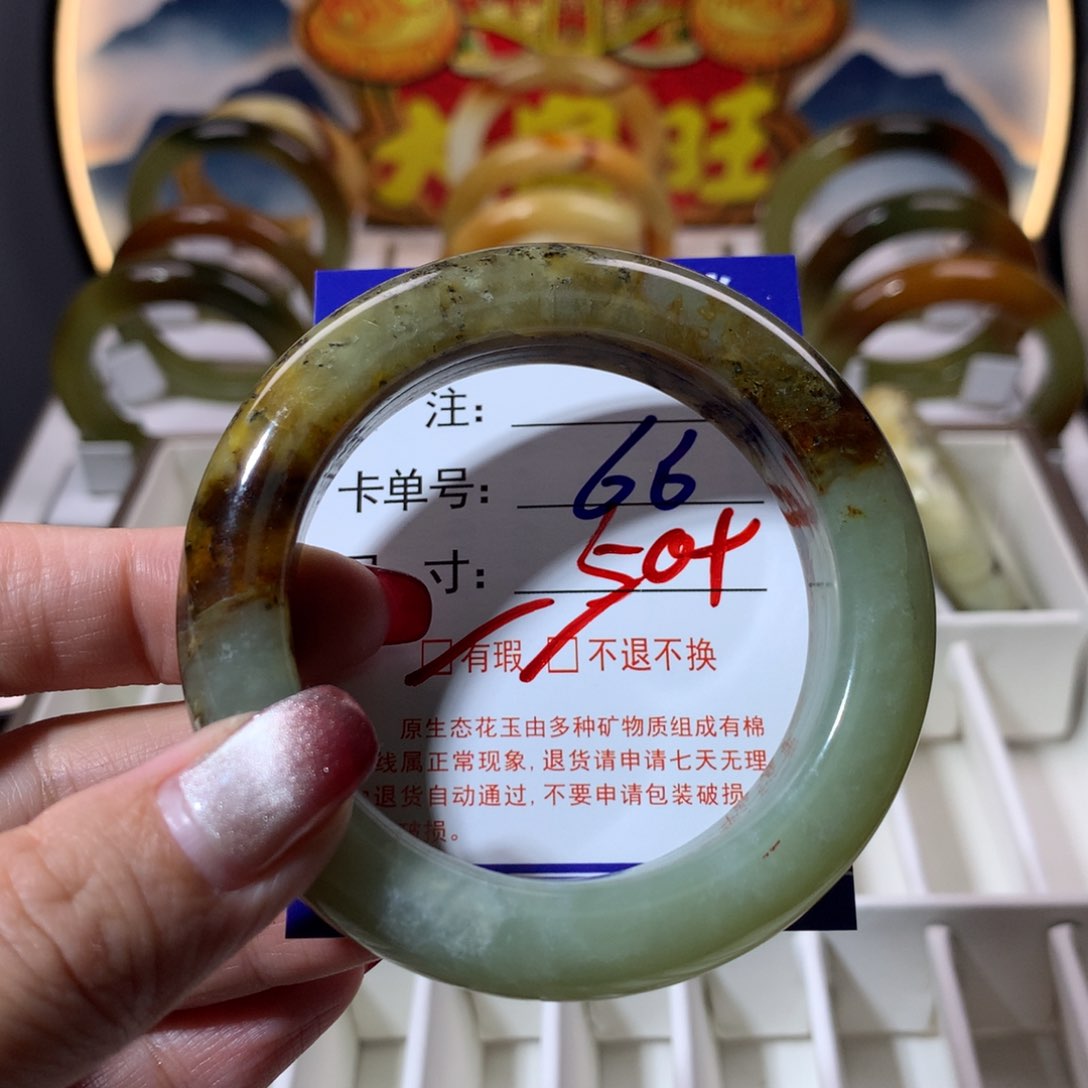 大 旺
注:
卡单号: 66
寸: 50+
有瑕 不退不换
原生态花玉由多种矿物质组成有棉
线属正常现象, 退货请申请七天无理
退货自动通过, 不要申请包装破损
破损。